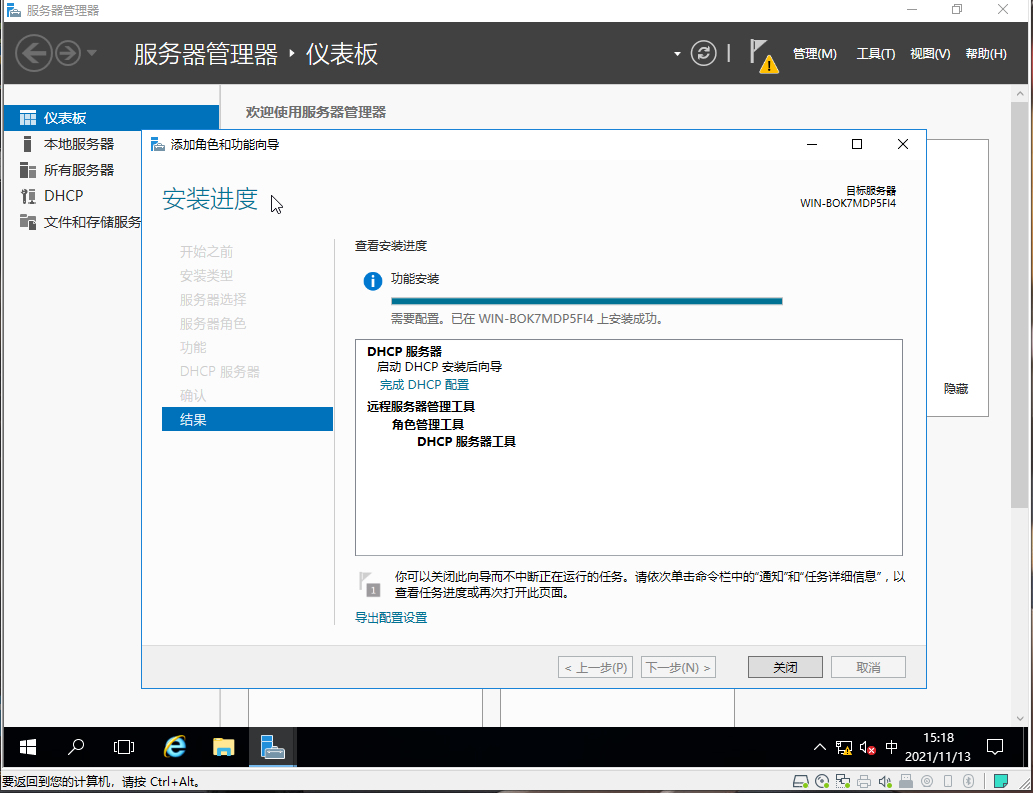 服务器管理器
服务器管理器 ‣ 仪表板
管理(M) 工具(T) 视图(V) 帮助(H)
仪表板
本地服务器
所有服务器
DHCP
文件和存储服务
欢迎使用服务器管理器
添加角色和功能向导
安装进度
目标服务器
WIN-BOK7MDP5FI4
开始之前
安装类型
服务器选择
服务器角色
功能
DHCP 服务器
确认
结果
查看安装进度
功能安装
需要配置。已在 WIN-BOK7MDP5FI4 上安装成功。
DHCP 服务器
启动 DHCP 安装后向导
完成 DHCP 配置
远程服务器管理工具
角色管理工具
DHCP 服务器工具
隐藏
1
你可以关闭此向导而不中断正在运行的任务。请依次单击命令栏中的"通知"和"任务详细信息"，以
查看任务进度或再次打开此页面。
导出配置设置
< 上一步(P) 下一步(N) > 关闭 取消
中
15:18
2021/11/13
要返回到您的计算机，请按 Ctrl+Alt。